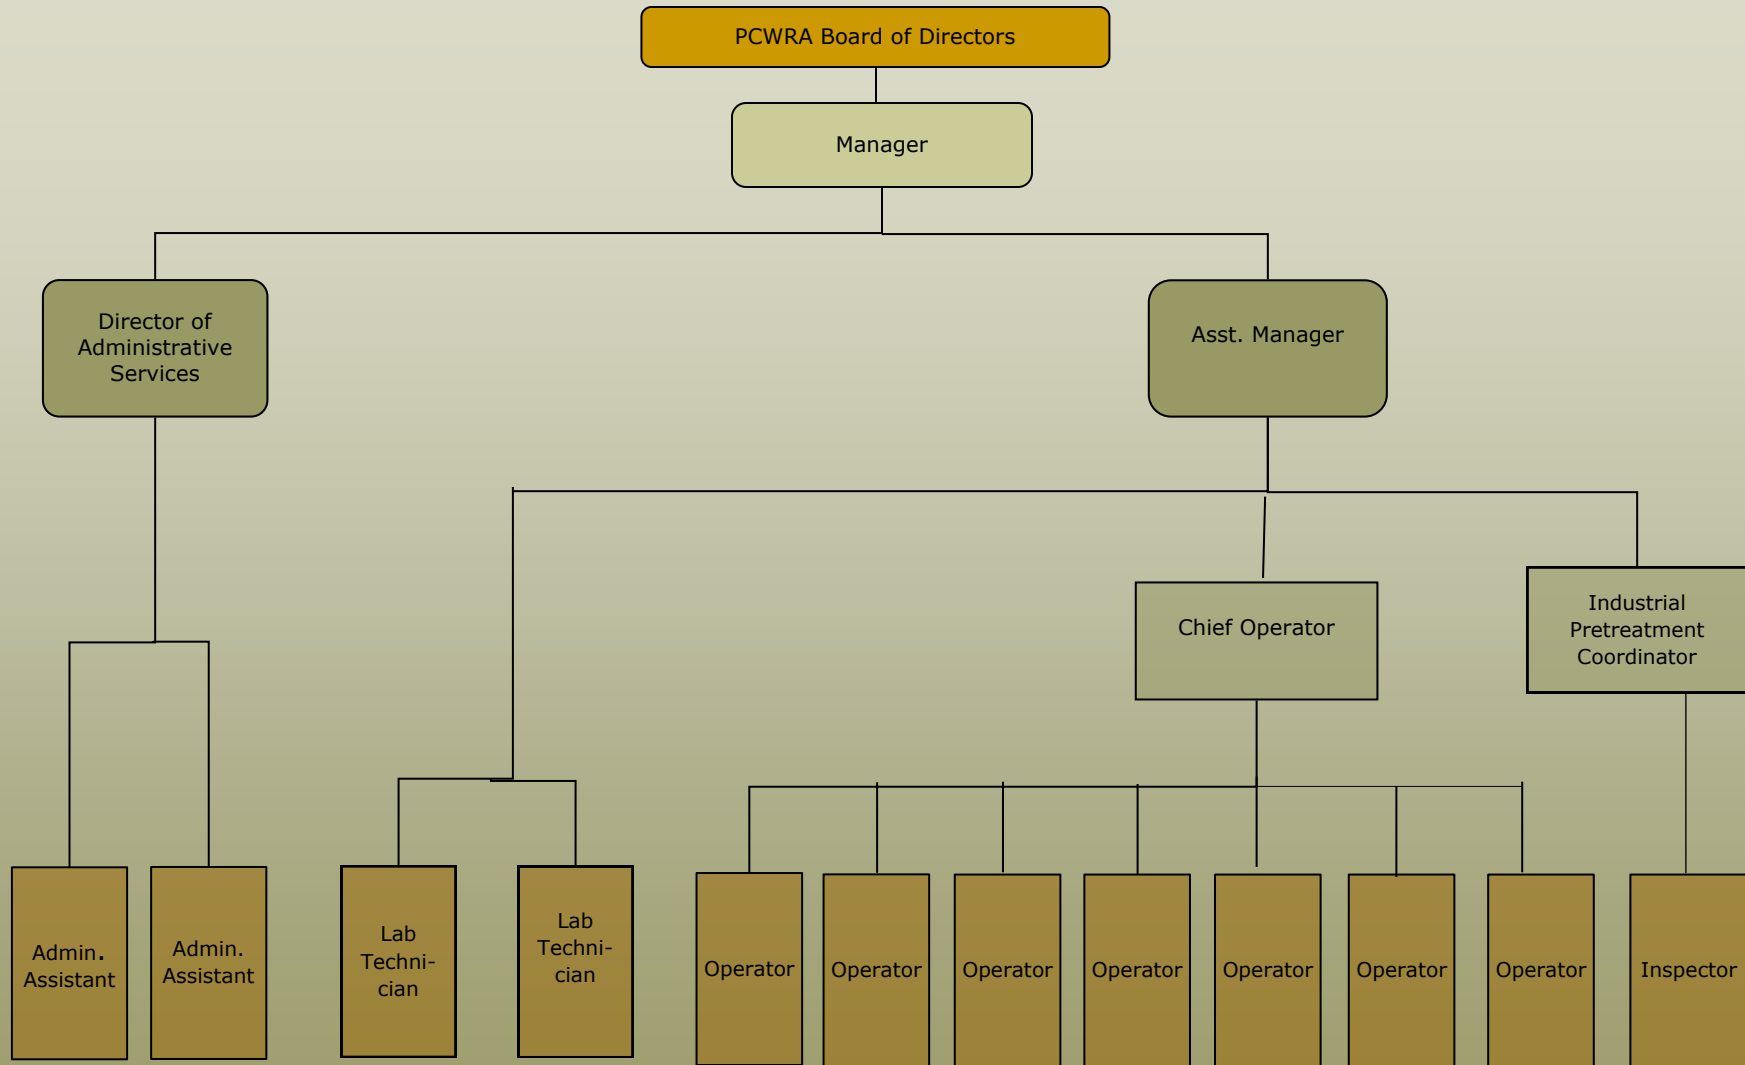 PCWRA Board of Directors
Manager
Director of
Administrative
Services
Asst. Manager
Chief Operator
Industrial
Pretreatment
Coordinator
Admin.
Assistant
Admin.
Assistant
Lab
Techni-
cian
Lab
Techni-
cian
Operator
Operator
Operator
Operator
Operator
Operator
Operator
Inspector